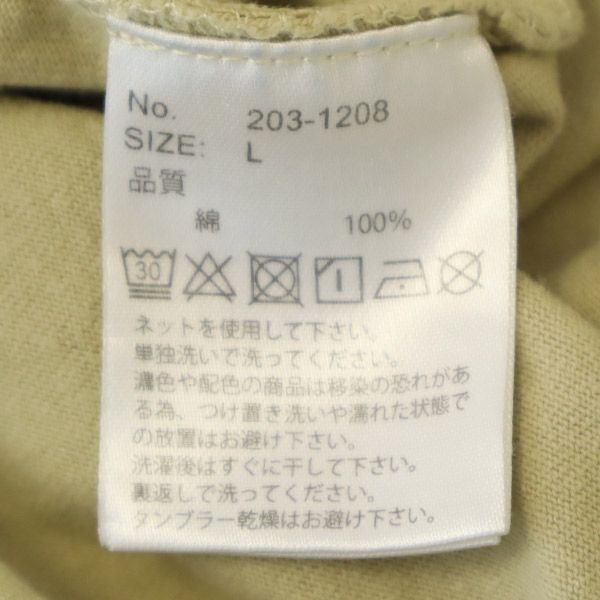 No. 203-1208
SIZE: L
品質
綿 100%
30
ネットを使用して下さい。
単独洗いで洗ってください。
濃色や配色の商品は移染の恐れがあ
る為、つけ置き洗いや濡れた状態で
の放置はお避け下さい。
洗濯後はすぐに干して下さい。
裏返しで洗ってください。
タンブラー乾燥はお避け下さい。